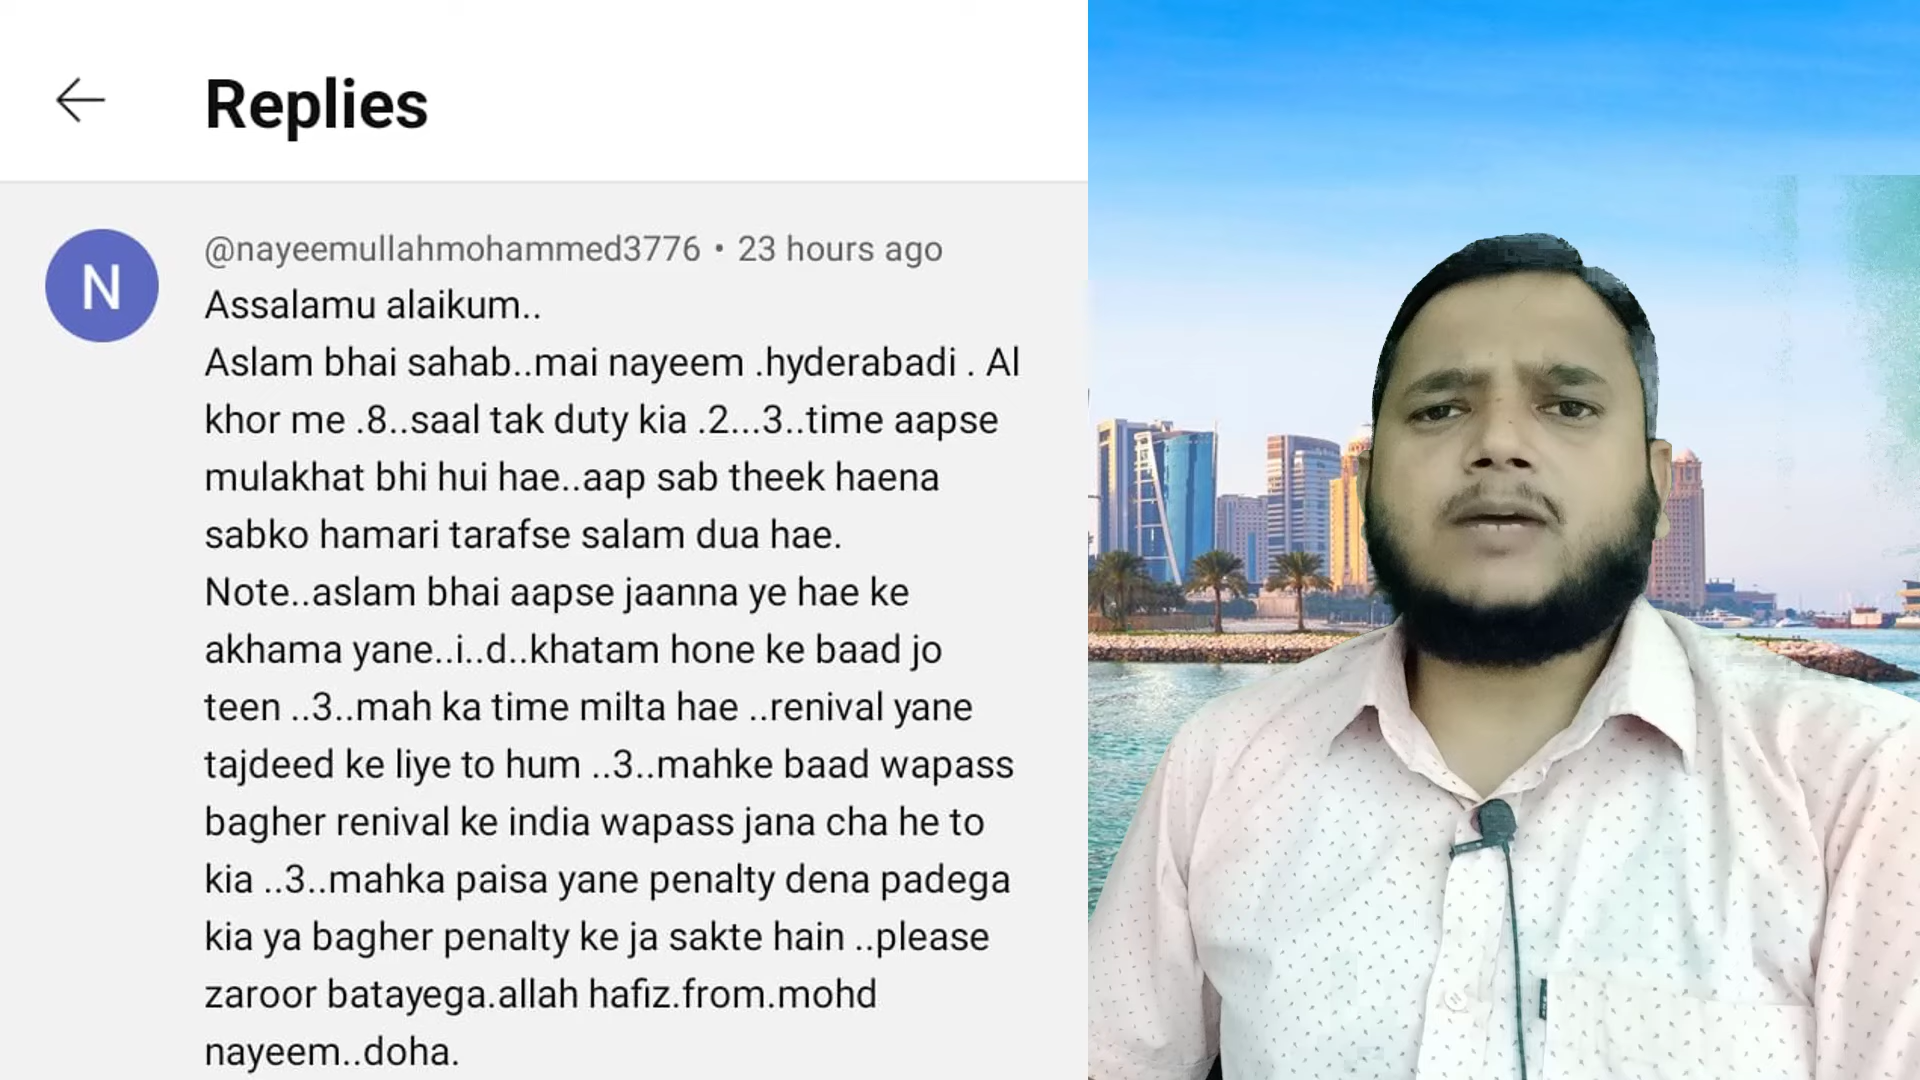 Replies
N
@nayeemullahmohammed3776 • 23 hours ago
Assalamu alaikum..
Aslam bhai sahab..mai nayeem .hyderabadi . Al
khor me .8..saal tak duty kia .2...3..time aapse
mulakhat bhi hui hae..aap sab theek haena
sabko hamari tarafse salam dua hae.
Note..aslam bhai aapse jaanna ye hae ke
akhama yane..i..d..khatam hone ke baad jo
teen ..3..mah ka time milta hae ..renival yane
tajdeed ke liye to hum ..3..mahke baad wapass
bagher renival ke india wapass jana cha he to
kia ..3..mahka paisa yane penalty dena padega
kia ya bagher penalty ke ja sakte hain ..please
zaroor batayega.allah hafiz.from.mohd
nayeem..doha.